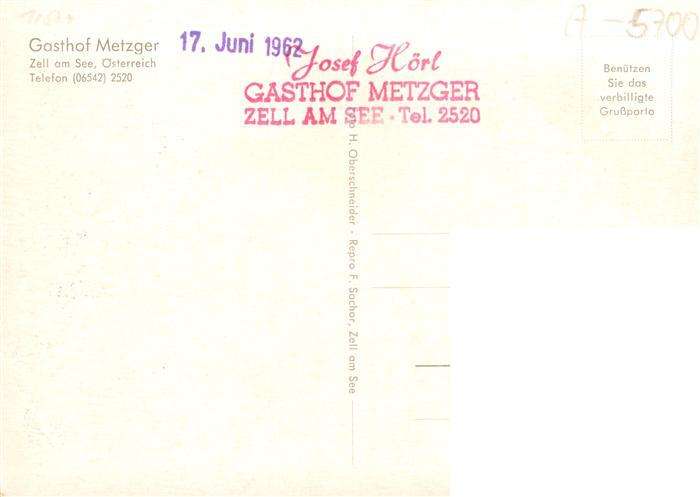 Gasthof Metzger
Zell am See, Österreich
Telefon (06542) 2520
17. Juni 1962
Josef Hörl
GASTHOF METZGER
ZELL AM SEE · Tel. 2520
A - 5700
Benützen
Sie das
verbilligte
Grußporto
H. Oberschneider - Repro F. Sochor, Zell am See